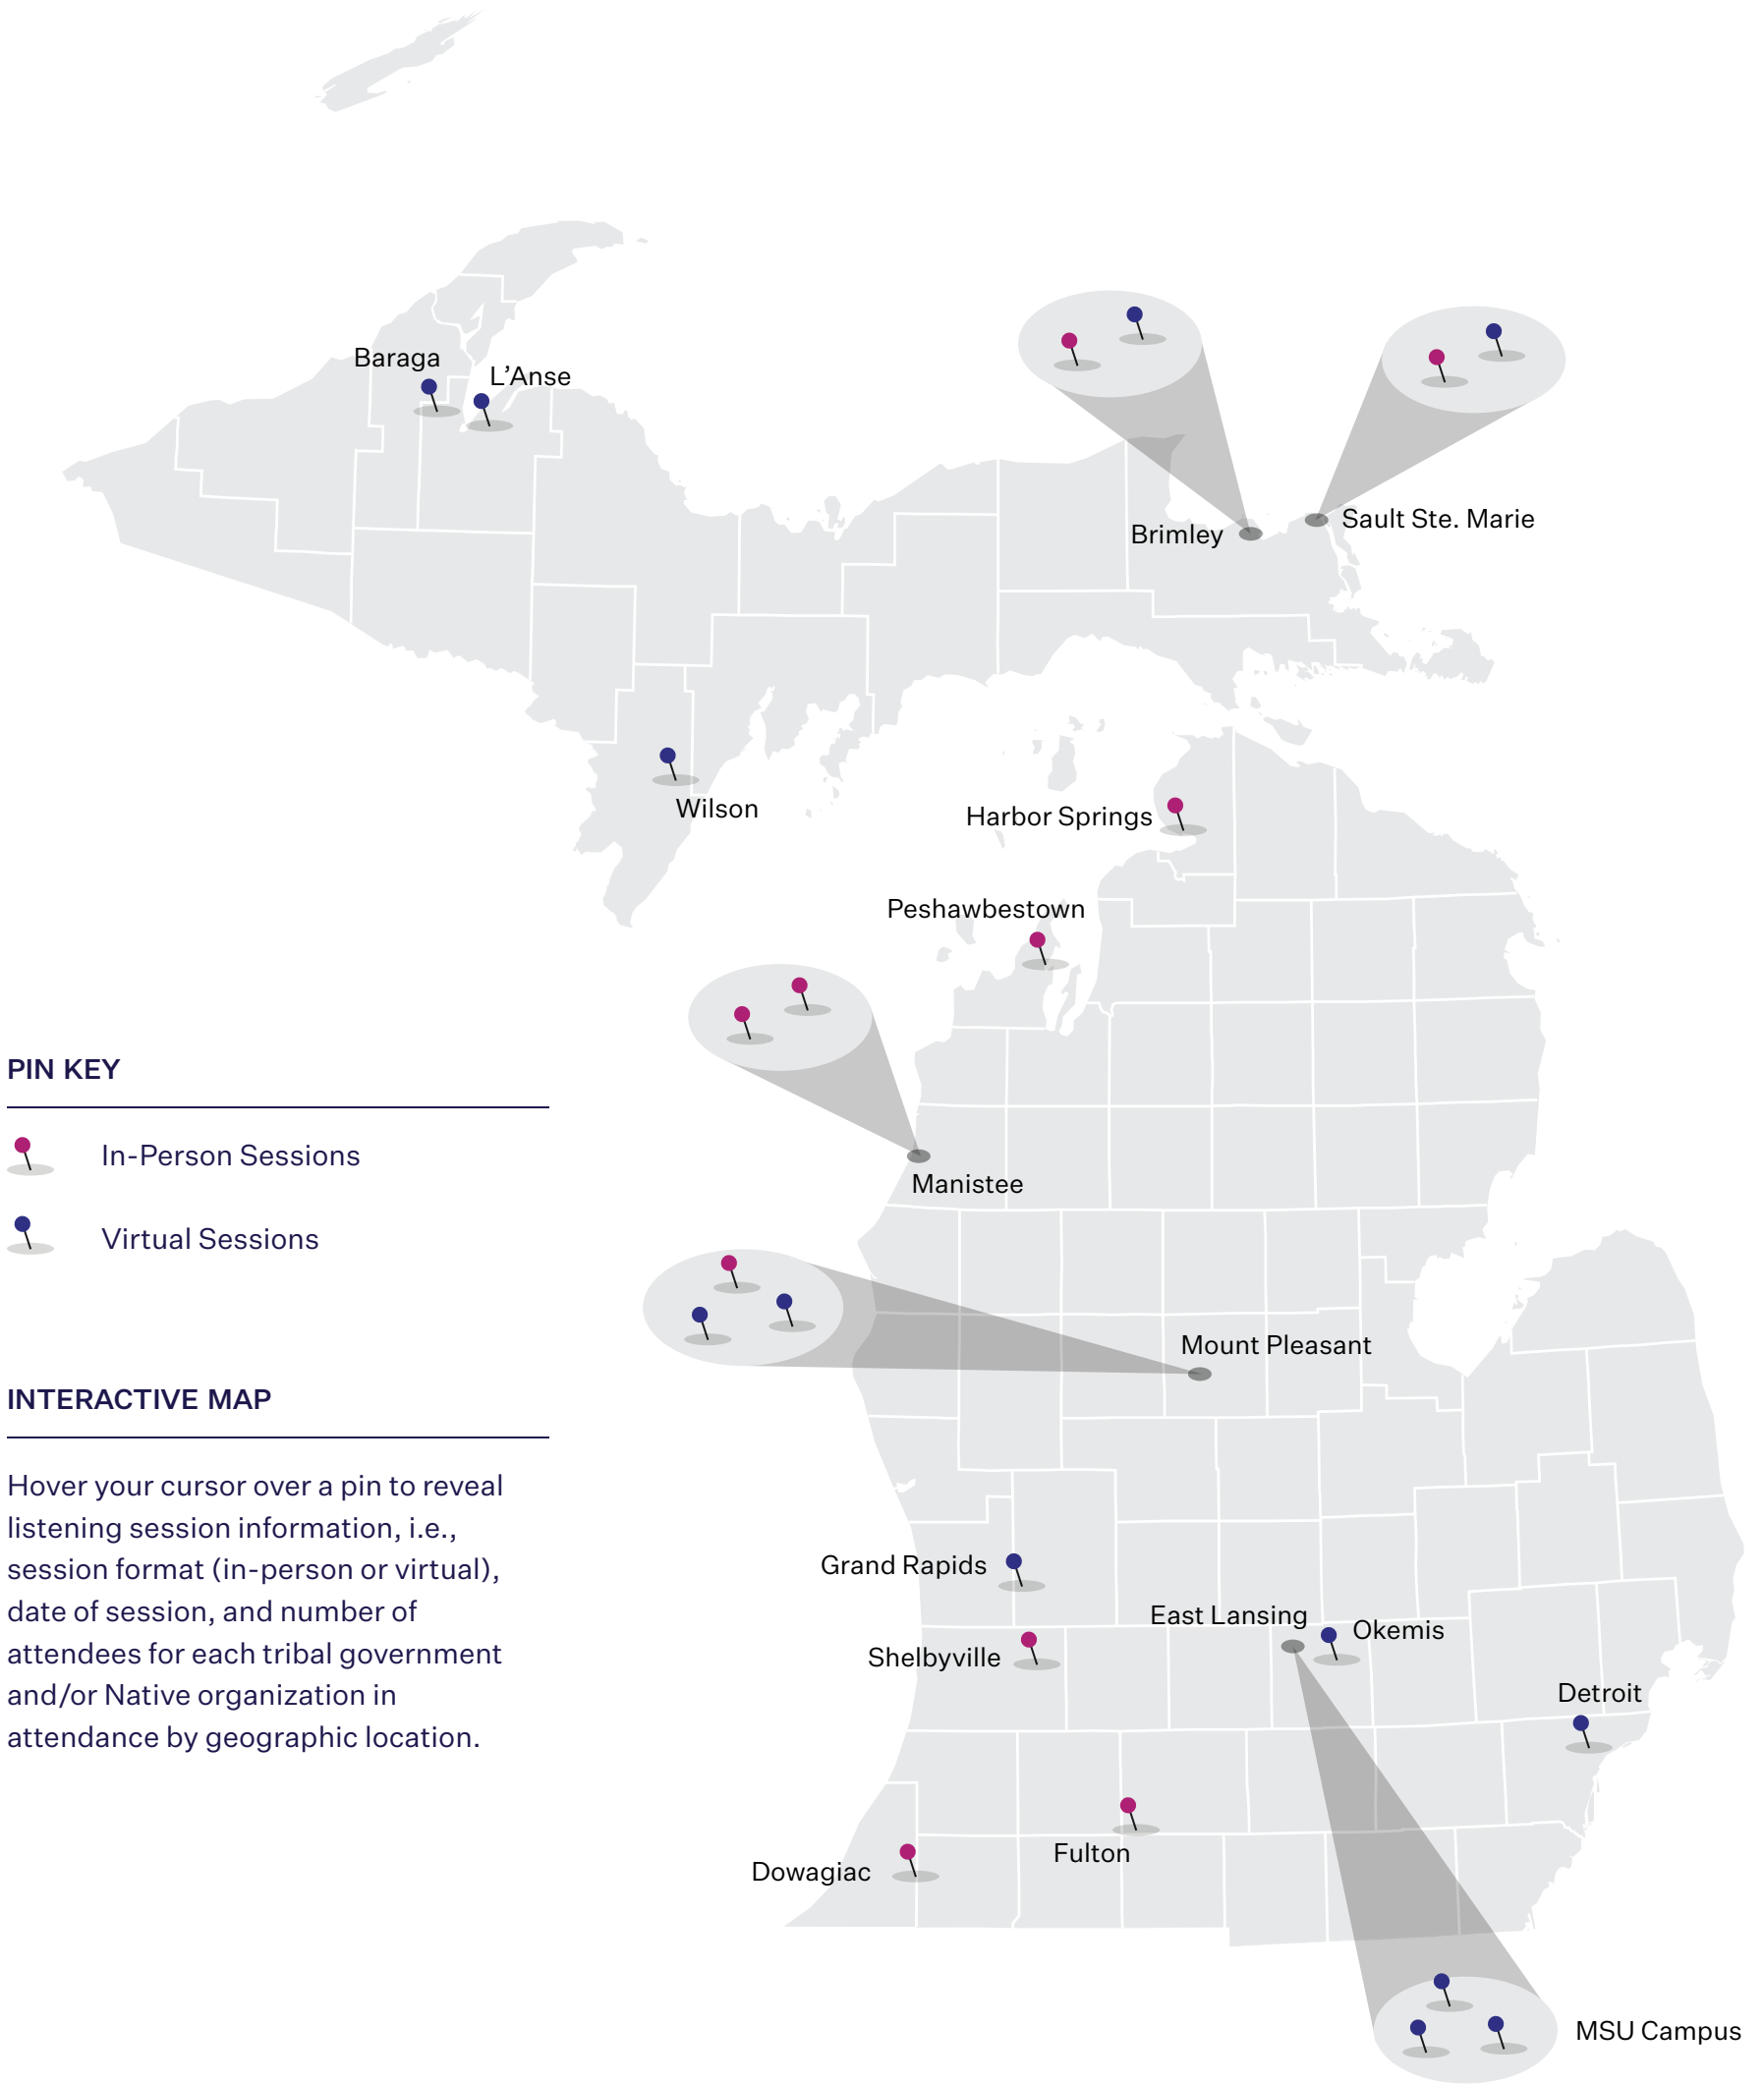 Baraga
L'Anse
Brimley
Sault Ste. Marie
Wilson
Harbor Springs
Peshawbestown
Manistee
PIN KEY
In-Person Sessions
Virtual Sessions
Mount Pleasant
INTERACTIVE MAP
Hover your cursor over a pin to reveal
listening session information, i.e.,
session format (in-person or virtual),
date of session, and number of
attendees for each tribal government
and/or Native organization in
attendance by geographic location.
Grand Rapids
East Lansing
Okemis
Shelbyville
Detroit
Fulton
Dowagiac
MSU Campus